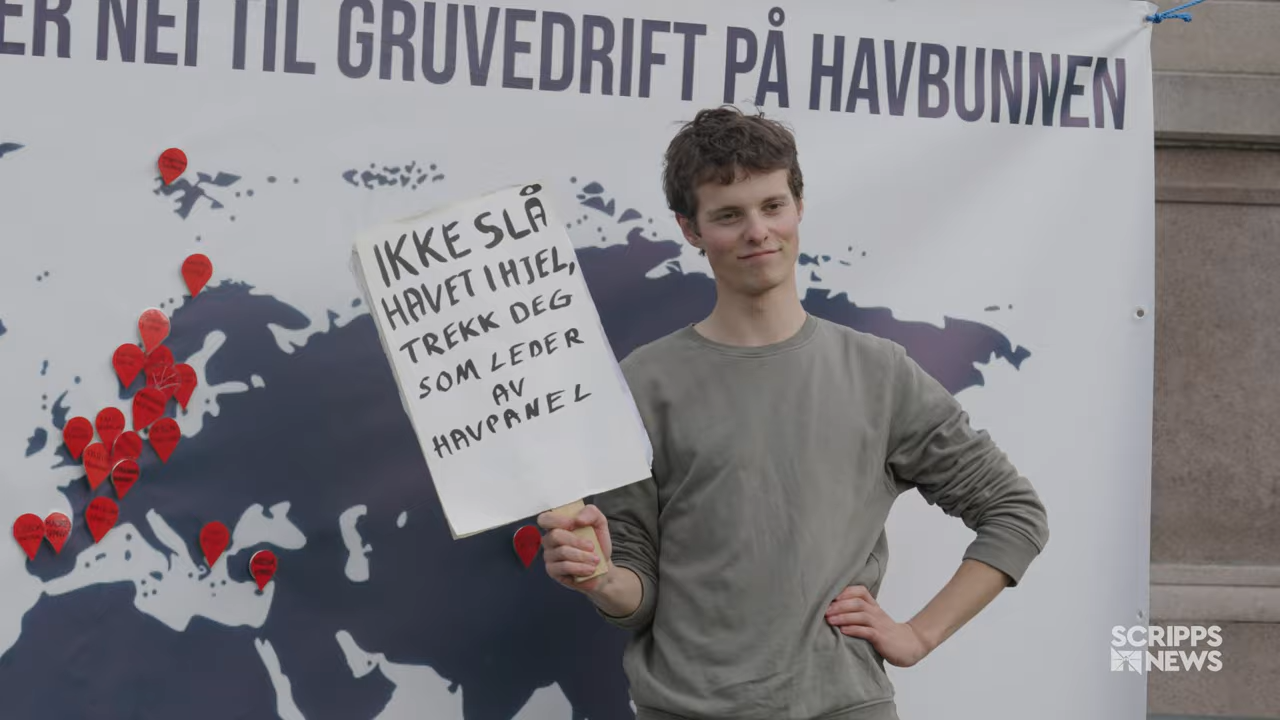 ER NEI TIL GRUVEDRIFT PÅ HAVBUNNEN
IKKE SLÅ
HAVET IHJEL,
TREKK DEG
SOM LEDER
AV
HAVPANEL
SCRIPPS
NEWS